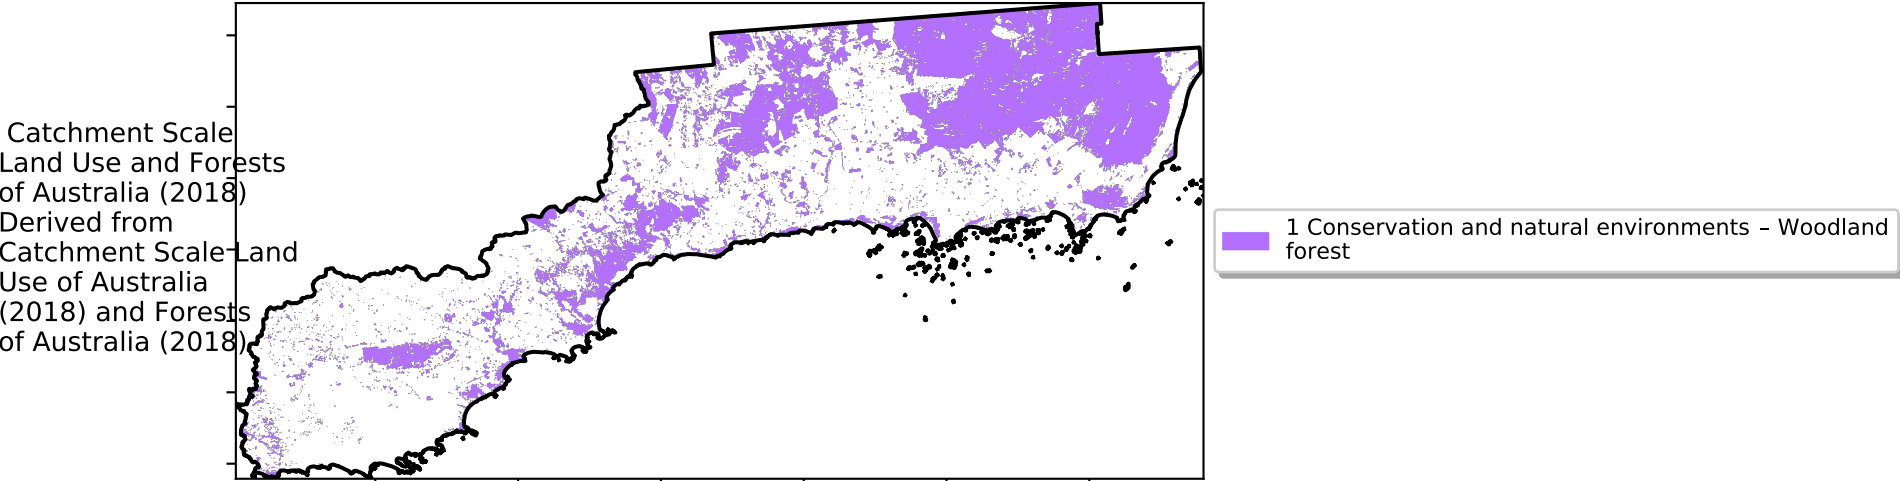 Catchment Scale
Land Use and Forests
of Australia (2018)
Derived from
Catchment Scale Land
Use of Australia
(2018) and Forests
of Australia (2018)
1 Conservation and natural environments – Woodland
forest